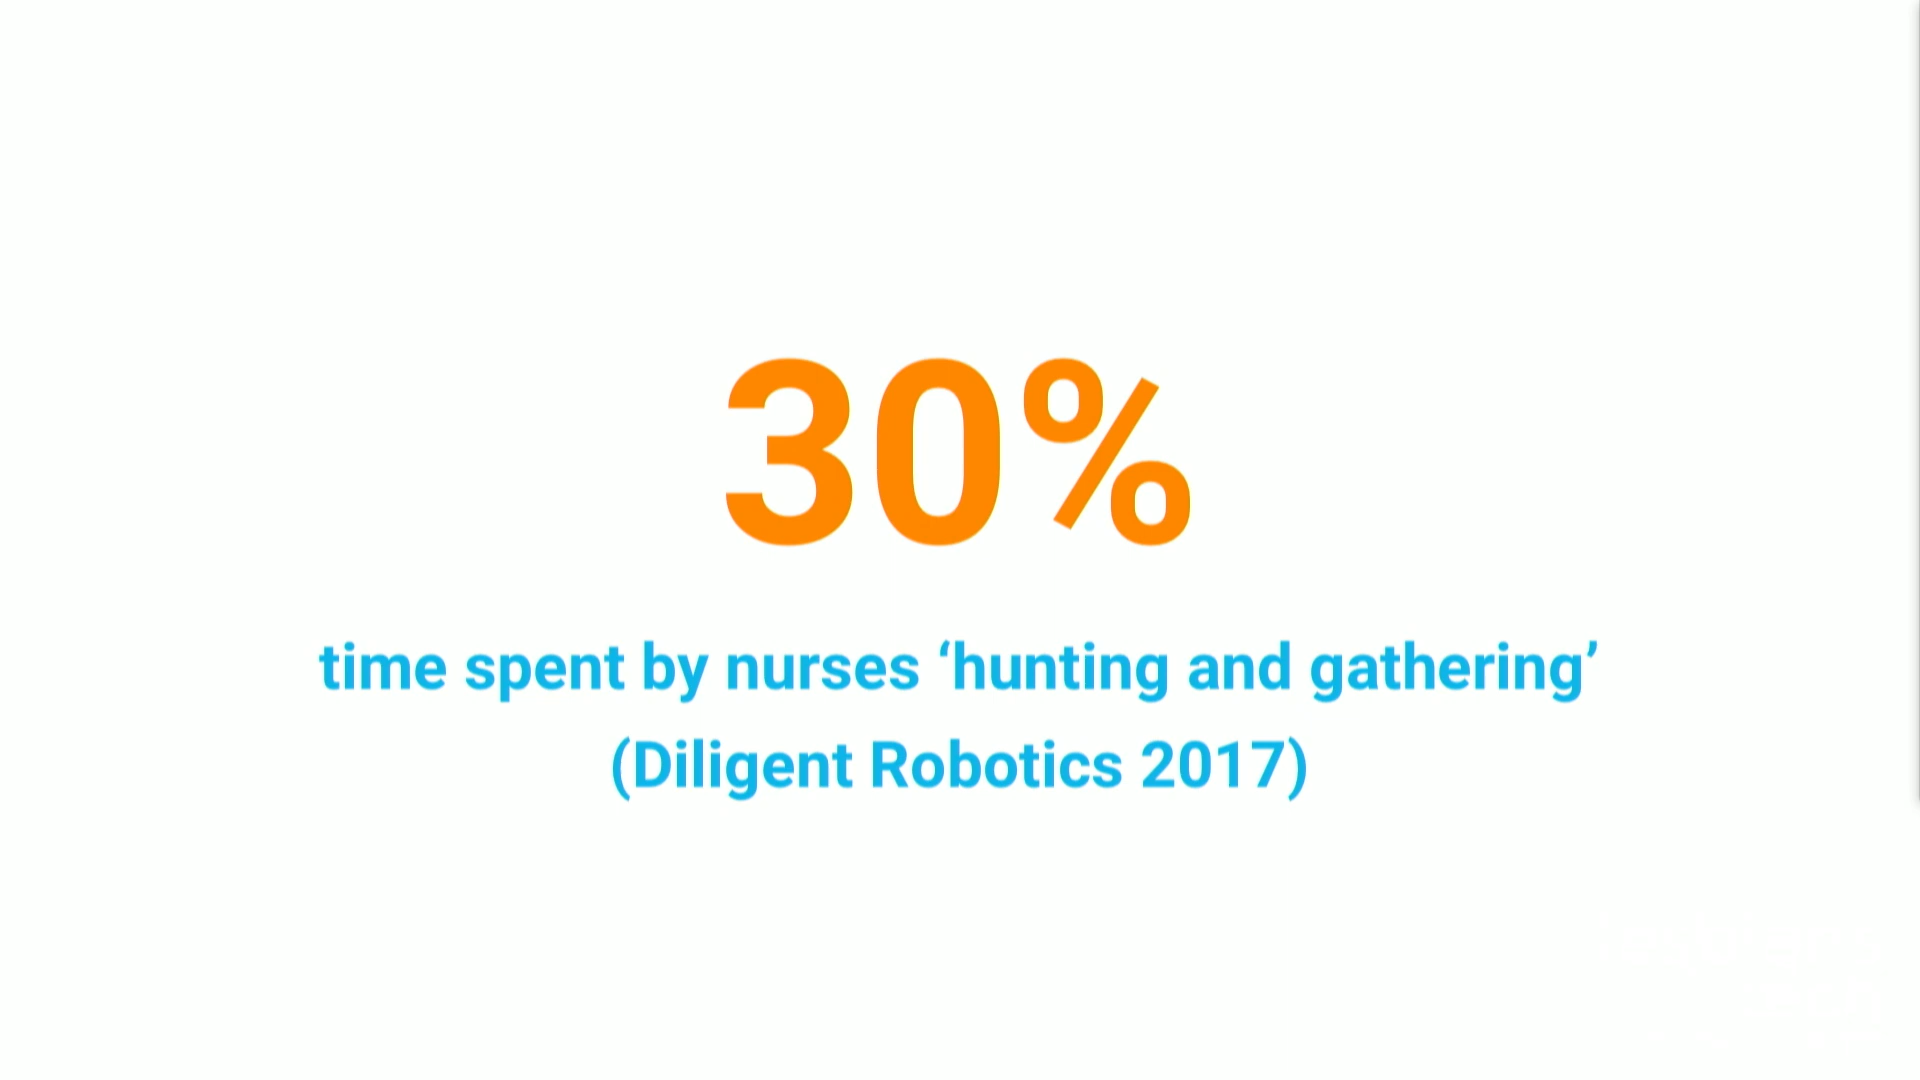 30%
time spent by nurses ‘hunting and gathering’
(Diligent Robotics 2017)